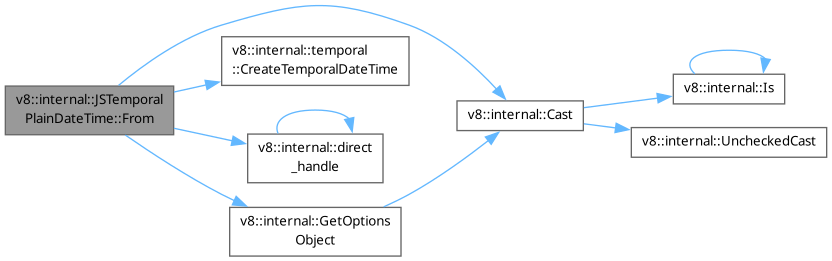 v8::internal::JSTemporal
PlainDateTime::From
v8::internal::temporal
::CreateTemporalDateTime
v8::internal::direct
_handle
v8::internal::GetOptions
Object
v8::internal::Cast
v8::internal::Is
v8::internal::UncheckedCast